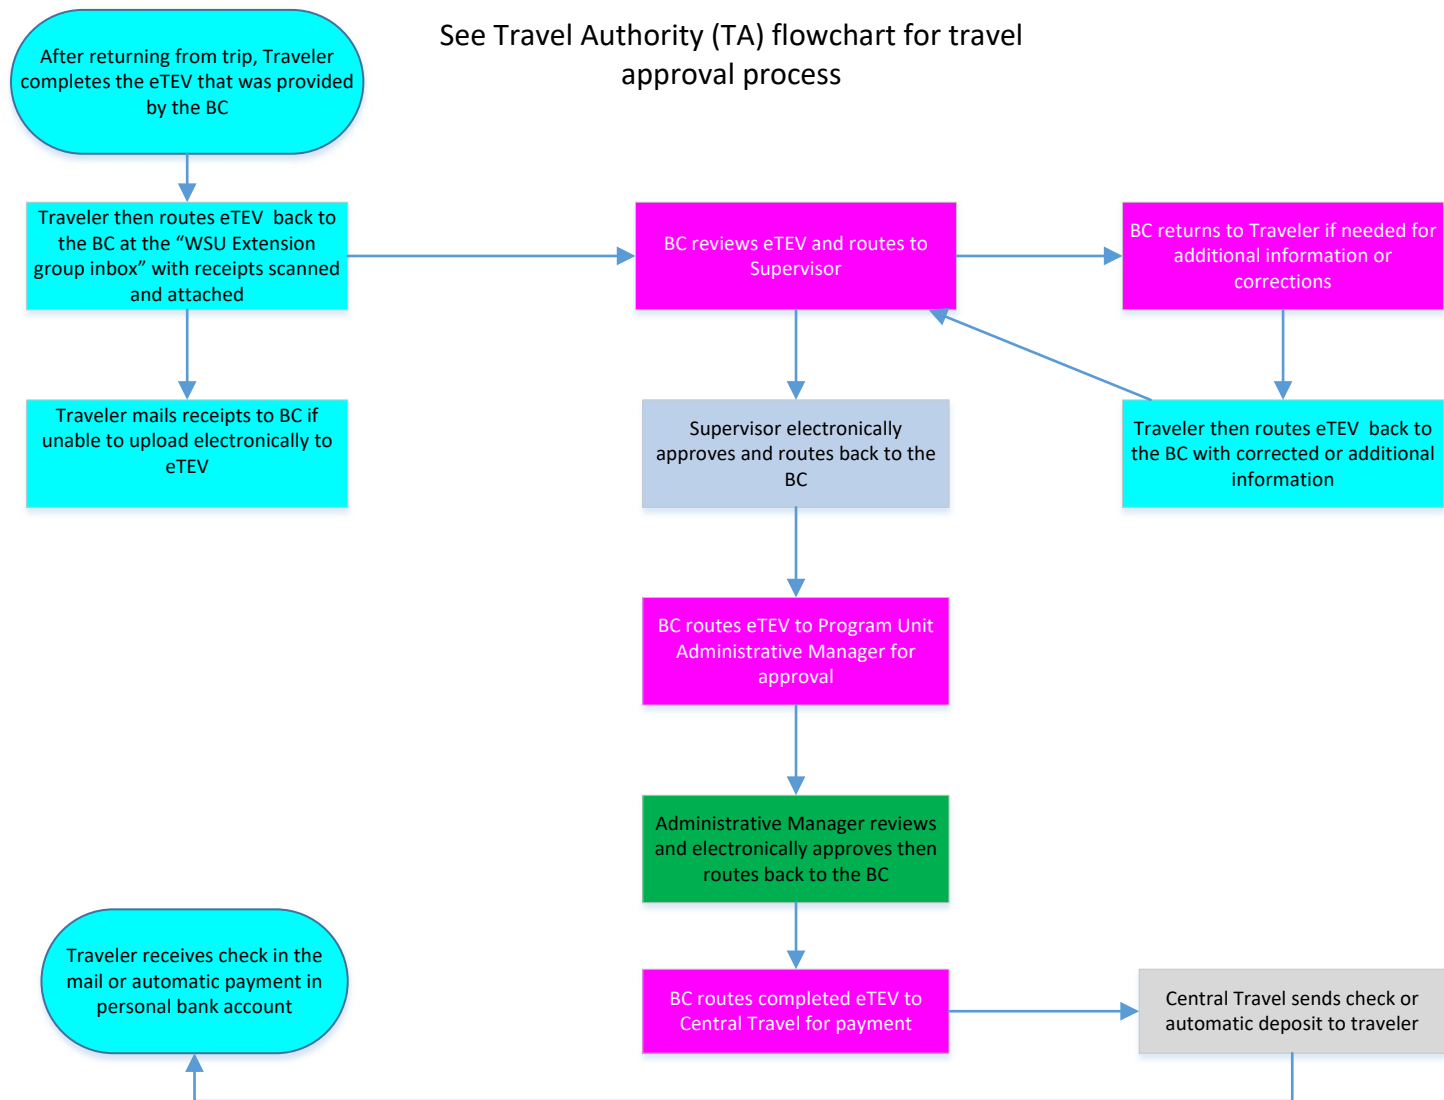 See Travel Authority (TA) flowchart for travel
approval process
After returning from trip, Traveler
completes the eTEV that was provided
by the BC
Traveler then routes eTEV  back to
the BC at the “WSU Extension
group inbox” with receipts scanned
and attached
BC reviews eTEV and routes to
Supervisor
BC returns to Traveler if needed for
additional information or
corrections
Traveler mails receipts to BC if
unable to upload electronically to
eTEV
Supervisor electronically
approves and routes back to the
BC
Traveler then routes eTEV  back to
the BC with corrected or additional
information
BC routes eTEV to Program Unit
Administrative Manager for
approval
Administrative Manager reviews
and electronically approves then
routes back to the BC
Traveler receives check in the
mail or automatic payment in
personal bank account
BC routes completed eTEV to
Central Travel for payment
Central Travel sends check or
automatic deposit to traveler